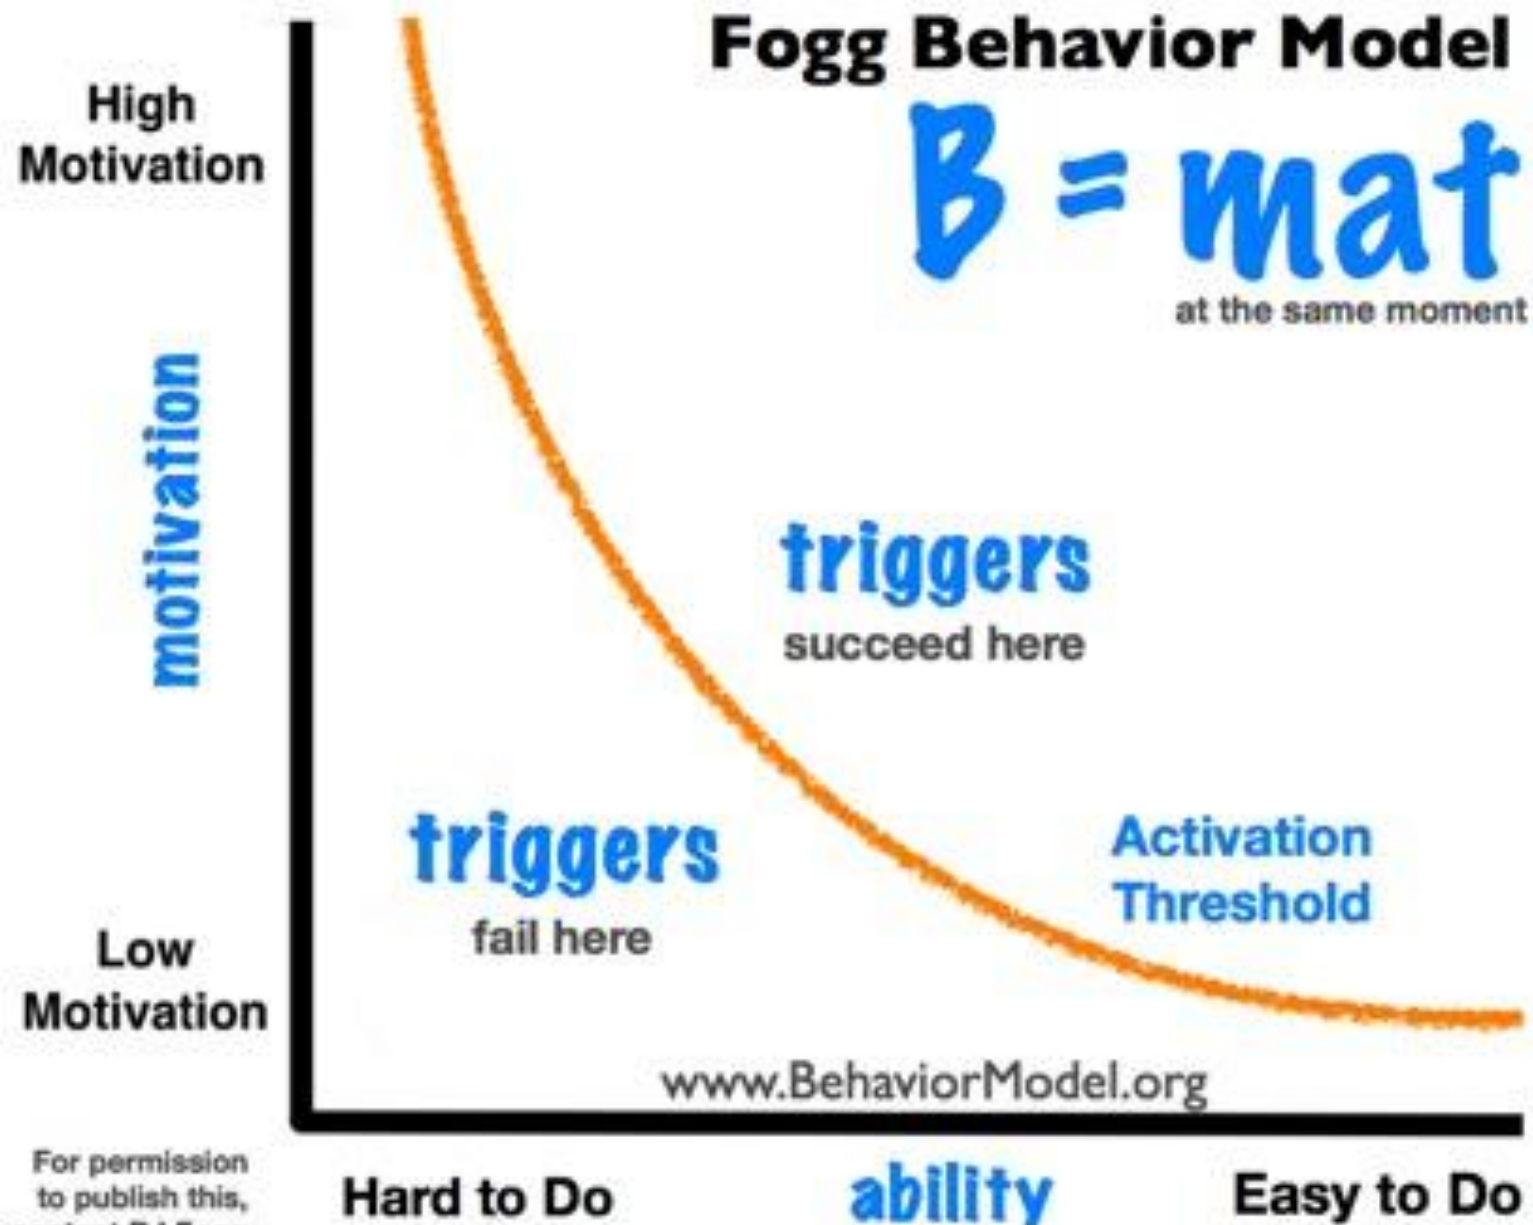 Fogg Behavior Model
B = mat
at the same moment
High
Motivation
motivation
triggers
succeed here
triggers
fail here
Activation
Threshold
Low
Motivation
www.BehaviorModel.org
For permission
to publish this,
Hard to Do
ability
Easy to Do